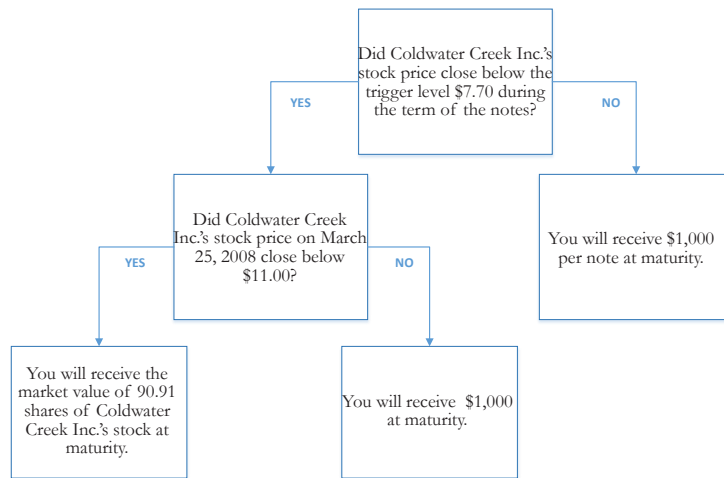 Did Coldwater Creek Inc.'s
stock price close below the
trigger level $7.70 during
the term of the notes?
YES
NO
Did Coldwater Creek
Inc.'s stock price on March
25, 2008 close below
$11.00?
You will receive $1,000
per note at maturity.
YES
NO
You will receive the
market value of 90.91
shares of Coldwater
Creek Inc.'s stock at
maturity.
You will receive $1,000
at maturity.